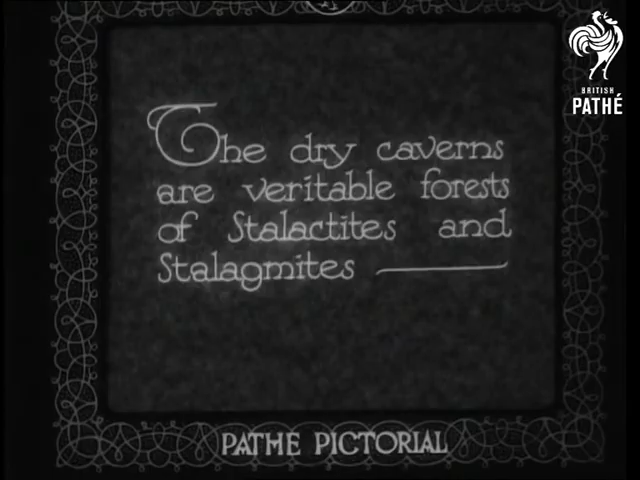 The dry caverns
are veritable forests
of Stalactites and
Stalagmites
PATHE PICTORIAL
BRITISH
PATHÉ